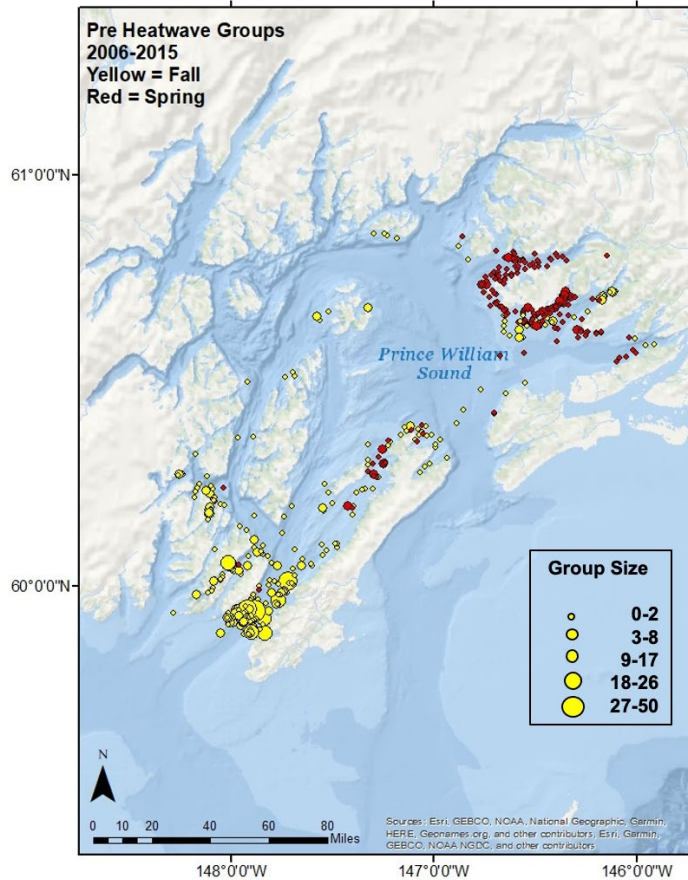 Pre Heatwave Groups
2006-2015
Yellow = Fall
Red = Spring
61°0'0"N
Prince William
Sound
60°0'0"N
Group Size
0-2
3-8
9-17
18-26
27-50
N
0 10 20 40 60 80
Miles
Sources: Esri, GEBCO, NOAA, National Geographic, Garmin,
HERE, Geonames.org, and other contributors, Esri, Garmin,
GEBCO, NOAA NGDC, and other contributors
148°0'0"W 147°0'0"W 146°0'0"W